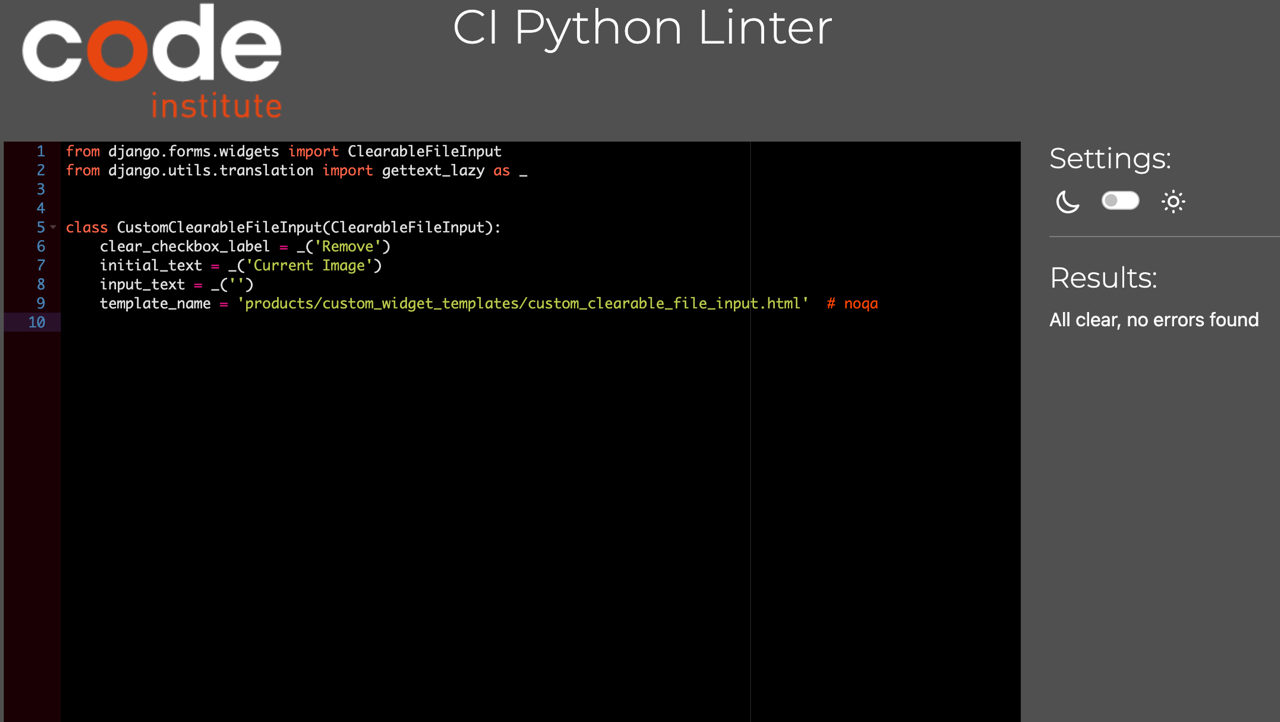 code
institute
CI Python Linter
1 from django.forms.widgets import ClearableFileInput
2 from django.utils.translation import gettext_lazy as _
3
4
5 class CustomClearableFileInput(ClearableFileInput):
6     clear_checkbox_label = _('Remove')
7     initial_text = _('Current Image')
8     input_text = _('')
9     template_name = 'products/custom_widget_templates/custom_clearable_file_input.html'  # noqa
10
Settings:
Results:
All clear, no errors found